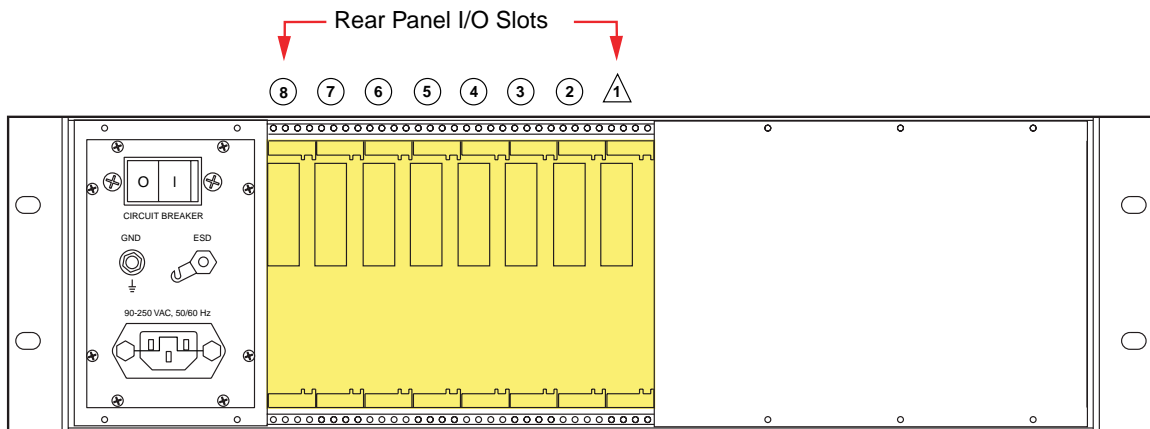 Rear Panel I/O Slots
8 7 6 5 4 3 2 1
O I
CIRCUIT BREAKER
GND ESD
90-250 VAC, 50/60 Hz